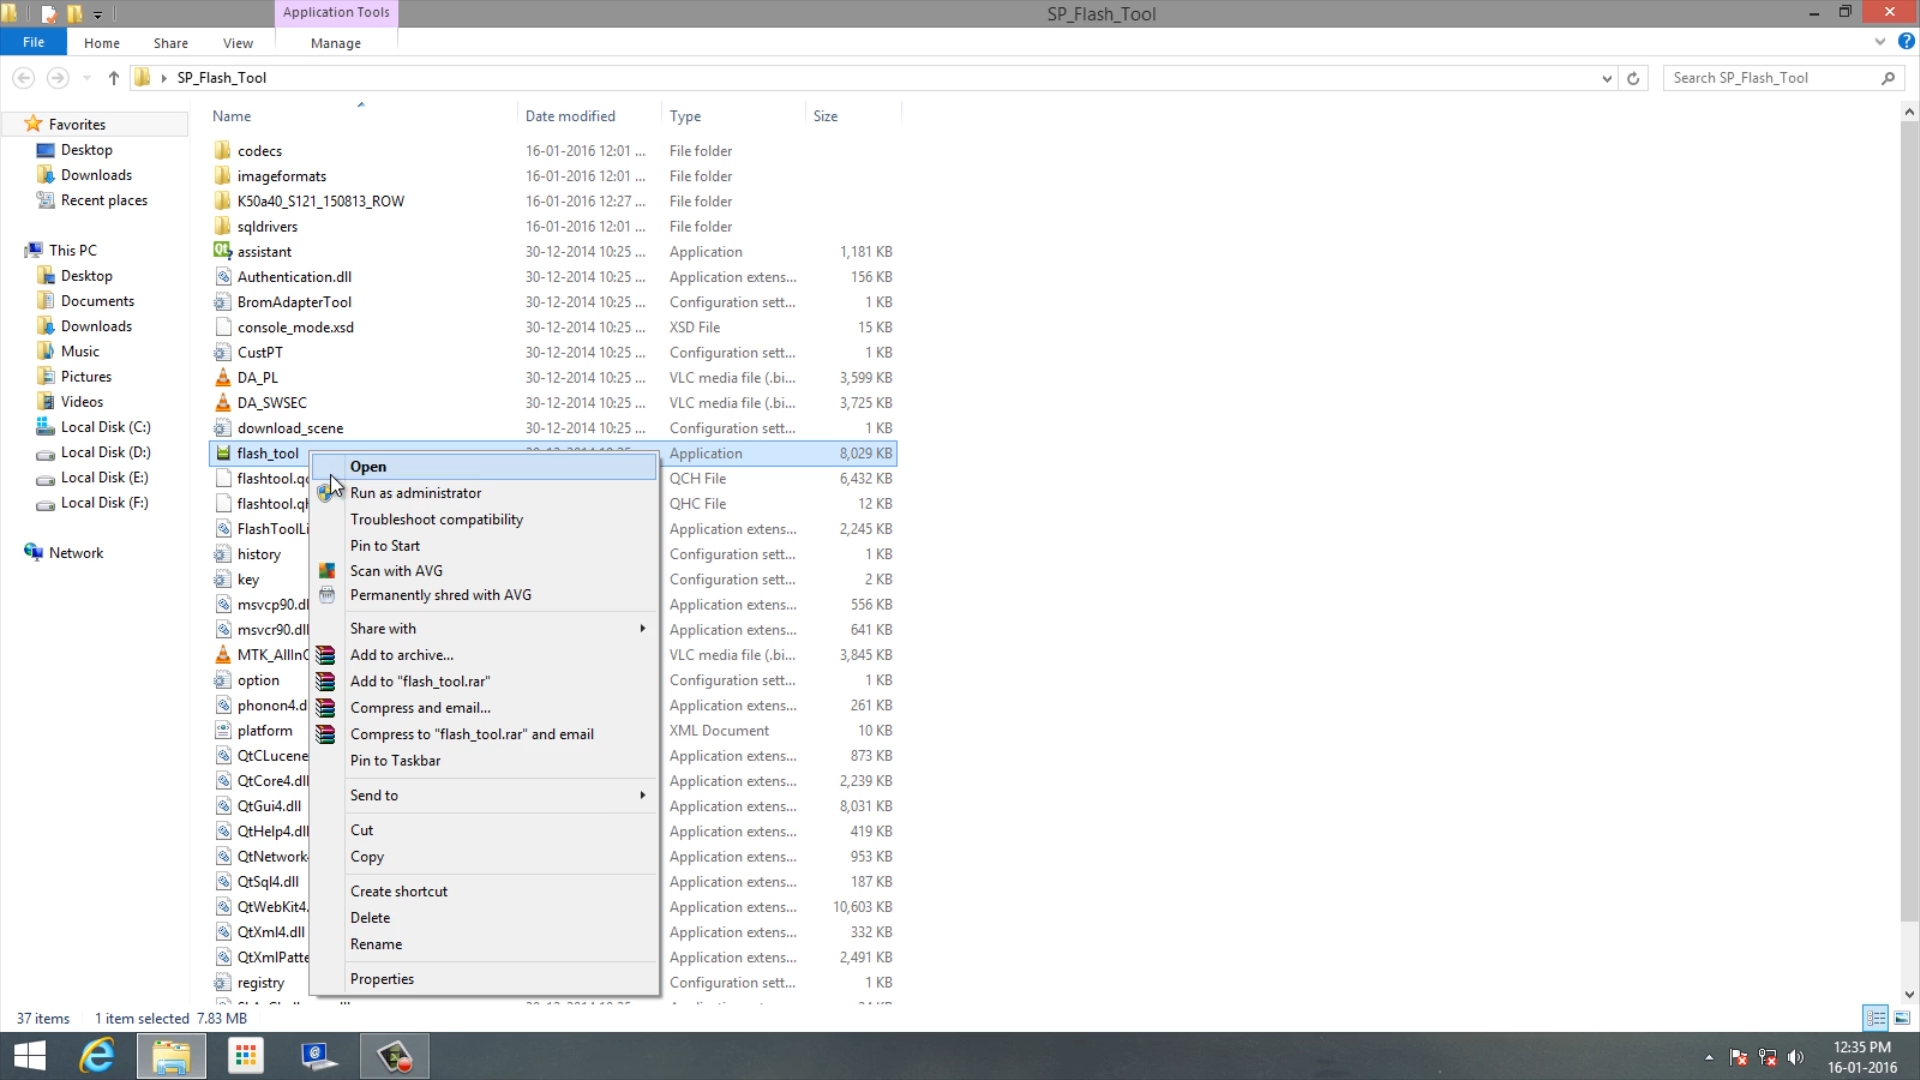 Application Tools
SP_Flash_Tool
File Home Share View Manage
SP_Flash_Tool
Search SP_Flash_Tool
Name Date modified Type Size
Favorites
Desktop
Downloads
Recent places
This PC
Desktop
Documents
Downloads
Music
Pictures
Videos
Local Disk (C:)
Local Disk (D:)
Local Disk (E:)
Local Disk (F:)
Network
codecs 16-01-2016 12:01 ... File folder
imageformats 16-01-2016 12:01 ... File folder
K50a40_S121_150813_ROW 16-01-2016 12:27 ... File folder
sqldrivers 16-01-2016 12:01 ... File folder
assistant 30-12-2014 10:25 ... Application 1,181 KB
Authentication.dll 30-12-2014 10:25 ... Application extens... 156 KB
BromAdapterTool 30-12-2014 10:25 ... Configuration sett... 1 KB
console_mode.xsd 30-12-2014 10:25 ... XSD File 15 KB
CustPT 30-12-2014 10:25 ... Configuration sett... 1 KB
DA_PL 30-12-2014 10:25 ... VLC media file (.bi... 3,599 KB
DA_SWSEC 30-12-2014 10:25 ... VLC media file (.bi... 3,725 KB
download_scene 30-12-2014 10:25 ... Configuration sett... 1 KB
flash_tool Application 8,029 KB
flashtool.qc QCH File 6,432 KB
flashtool.qh QHC File 12 KB
FlashToolLi Application extens... 2,245 KB
history Configuration sett... 1 KB
key Configuration sett... 2 KB
msvcp90.dl Application extens... 556 KB
msvcr90.dll Application extens... 641 KB
MTK_AllInC VLC media file (.bi... 3,845 KB
option Configuration sett... 1 KB
phonon4.d Application extens... 261 KB
platform XML Document 10 KB
QtCLucene Application extens... 873 KB
QtCore4.dll Application extens... 2,239 KB
QtGui4.dll Application extens... 8,031 KB
QtHelp4.dll Application extens... 419 KB
QtNetwork Application extens... 953 KB
QtSql4.dll Application extens... 187 KB
QtWebKit4. Application extens... 10,603 KB
QtXml4.dll Application extens... 332 KB
QtXmlPatte Application extens... 2,491 KB
registry Configuration sett... 1 KB
Open
Run as administrator
Troubleshoot compatibility
Pin to Start
Scan with AVG
Permanently shred with AVG
Share with
Add to archive...
Add to "flash_tool.rar"
Compress and email...
Compress to "flash_tool.rar" and email
Pin to Taskbar
Send to
Cut
Copy
Create shortcut
Delete
Rename
Properties
37 items 1 item selected 7.83 MB
12:35 PM
16-01-2016